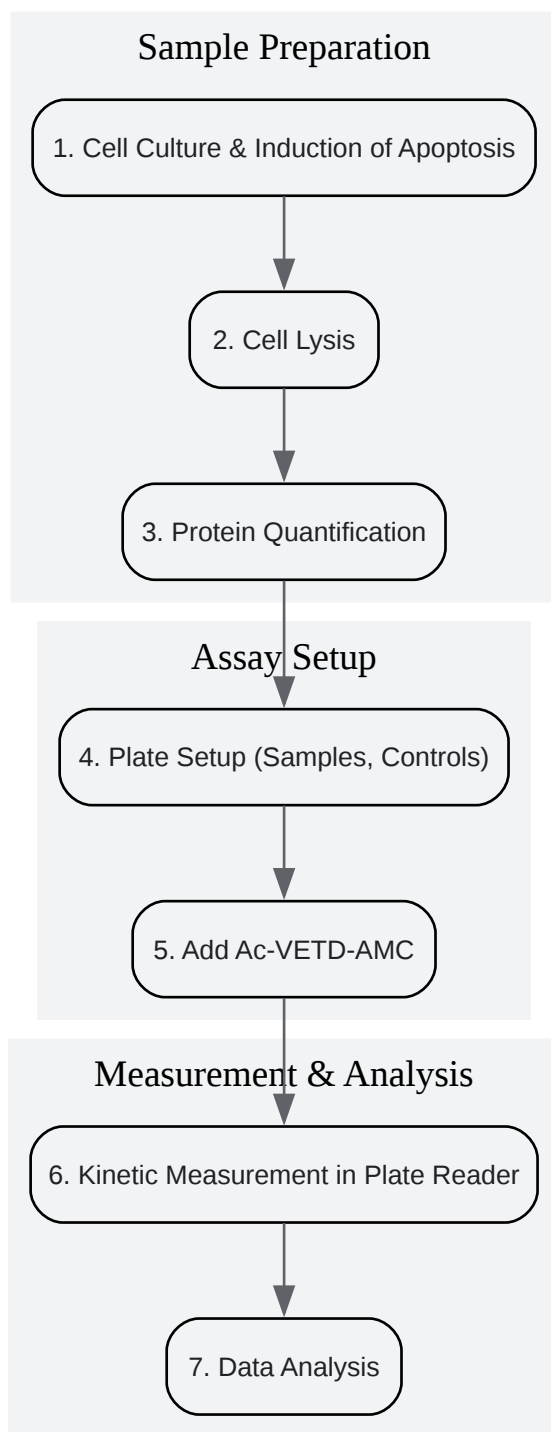 Sample Preparation
1. Cell Culture & Induction of Apoptosis
2. Cell Lysis
3. Protein Quantification
Assay Setup
4. Plate Setup (Samples, Controls)
5. Add Ac-VETD-AMC
Measurement & Analysis
6. Kinetic Measurement in Plate Reader
7. Data Analysis